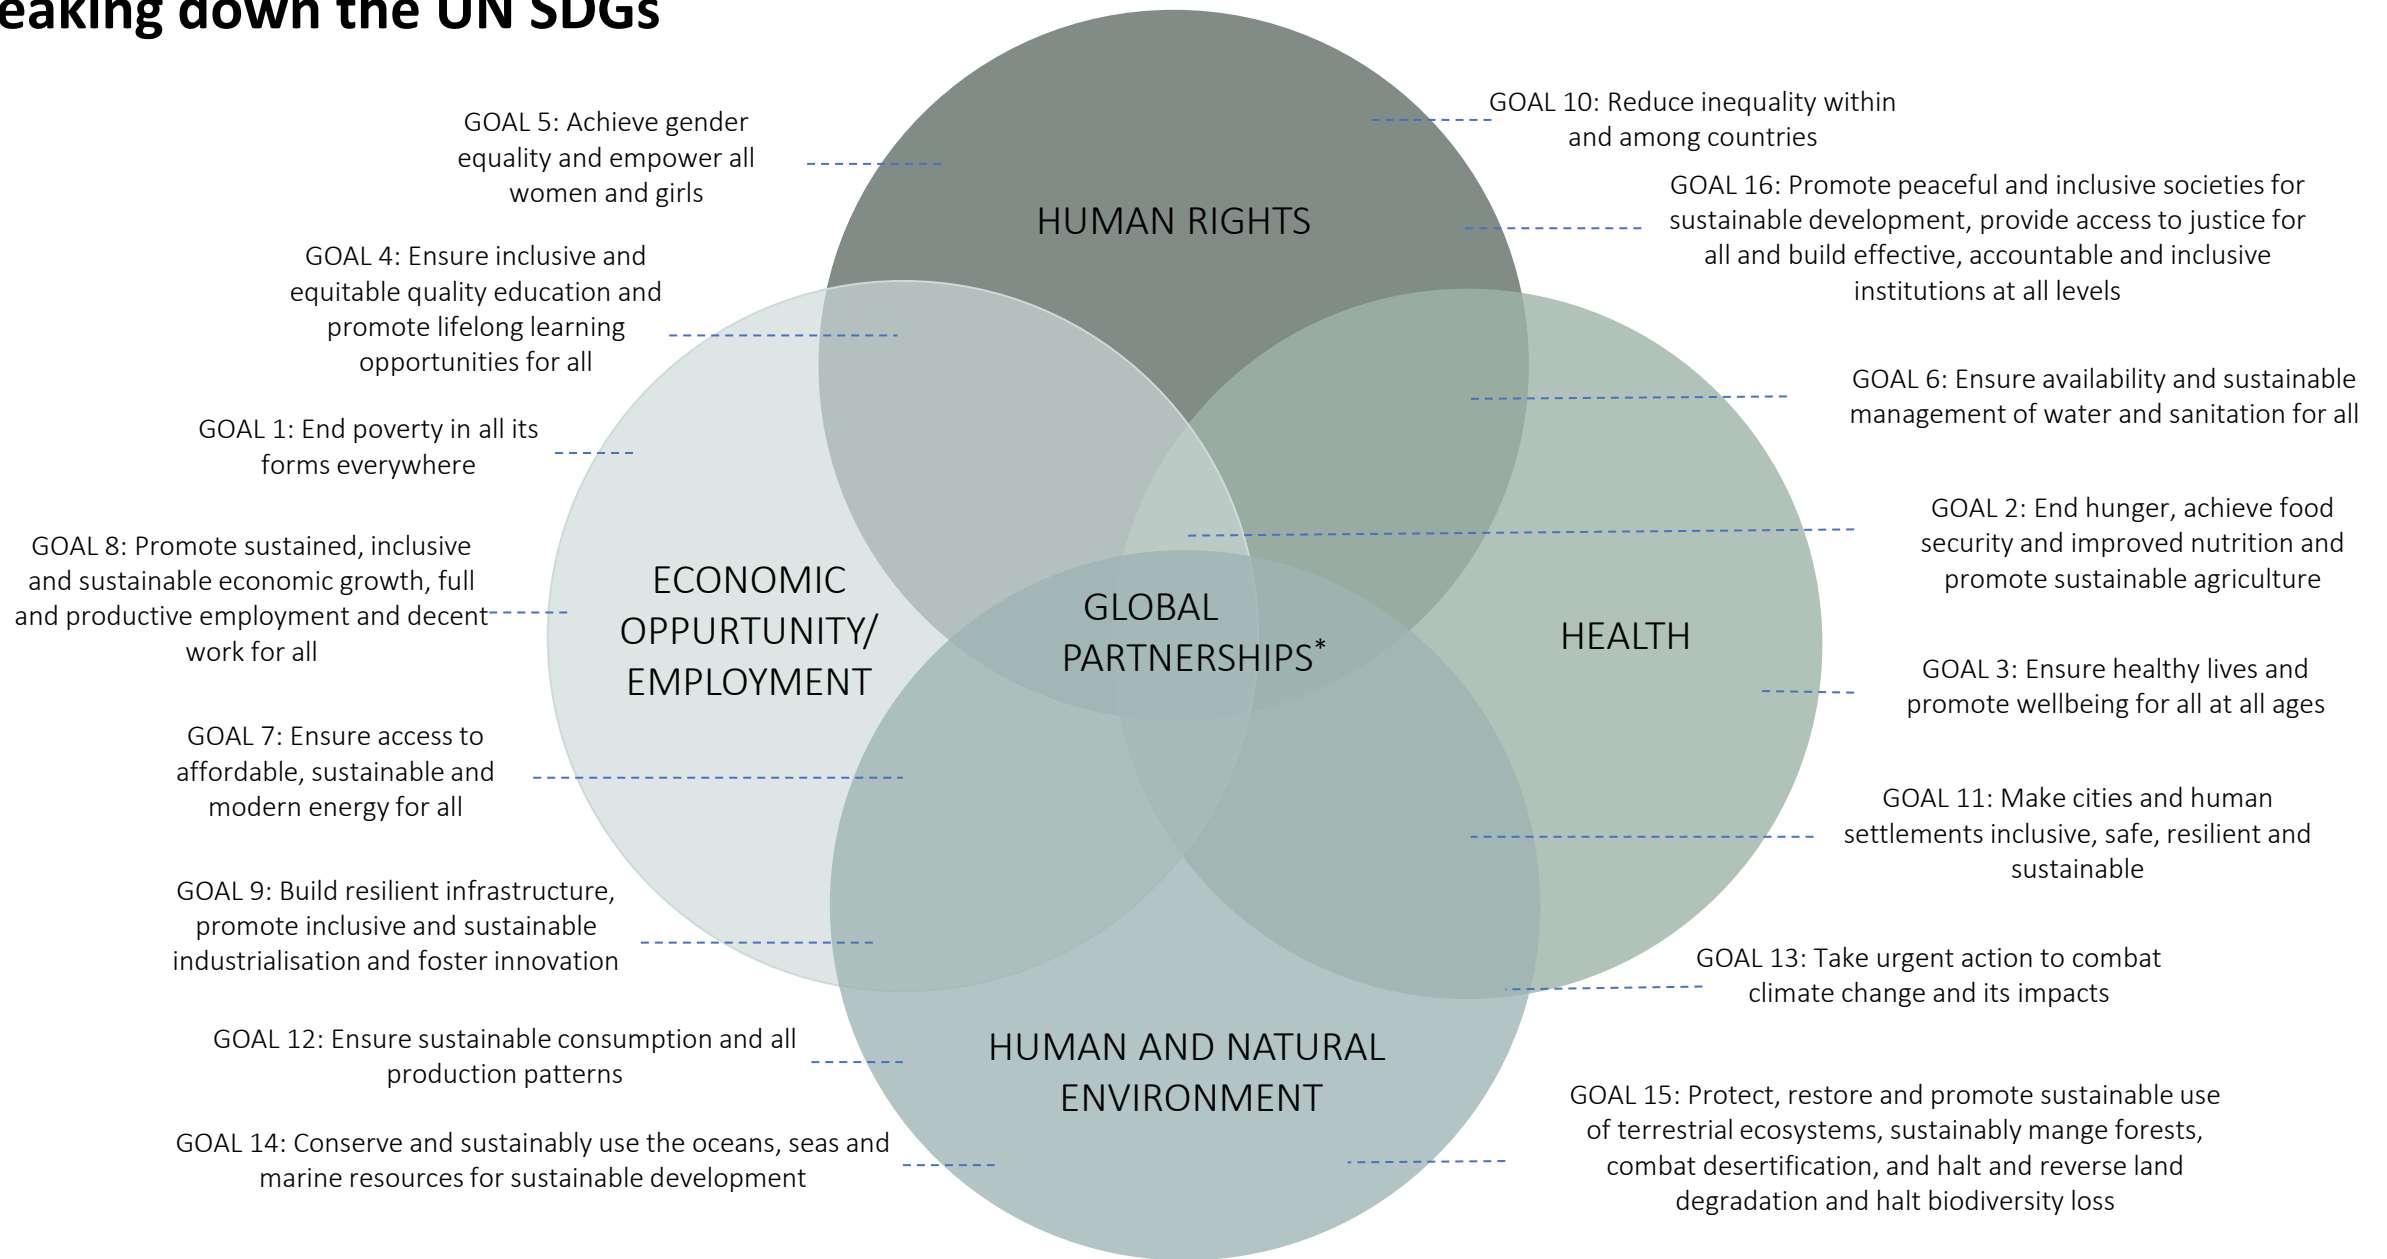 eaking down the UN SDGs
GOAL 5: Achieve gender
equality and empower all
women and girls
GOAL 4: Ensure inclusive and
equitable quality education and
promote lifelong learning
opportunities for all
GOAL 1: End poverty in all its
forms everywhere
GOAL 8: Promote sustained, inclusive
and sustainable economic growth, full
and productive employment and decent
work for all
GOAL 7: Ensure access to
affordable, sustainable and
modern energy for all
GOAL 9: Build resilient infrastructure,
promote inclusive and sustainable
industrialisation and foster innovation
GOAL 12: Ensure sustainable consumption and all
production patterns
GOAL 14: Conserve and sustainably use the oceans, seas and
marine resources for sustainable development
HUMAN RIGHTS
ECONOMIC
OPPURTUNITY/
EMPLOYMENT
GLOBAL
PARTNERSHIPS*
HEALTH
HUMAN AND NATURAL
ENVIRONMENT
GOAL 10: Reduce inequality within
and among countries
GOAL 16: Promote peaceful and inclusive societies for
sustainable development, provide access to justice for
all and build effective, accountable and inclusive
institutions at all levels
GOAL 6: Ensure availability and sustainable
management of water and sanitation for all
GOAL 2: End hunger, achieve food
security and improved nutrition and
promote sustainable agriculture
GOAL 3: Ensure healthy lives and
promote wellbeing for all at all ages
GOAL 11: Make cities and human
settlements inclusive, safe, resilient and
sustainable
GOAL 13: Take urgent action to combat
climate change and its impacts
GOAL 15: Protect, restore and promote sustainable use
of terrestrial ecosystems, sustainably mange forests,
combat desertification, and halt and reverse land
degradation and halt biodiversity loss